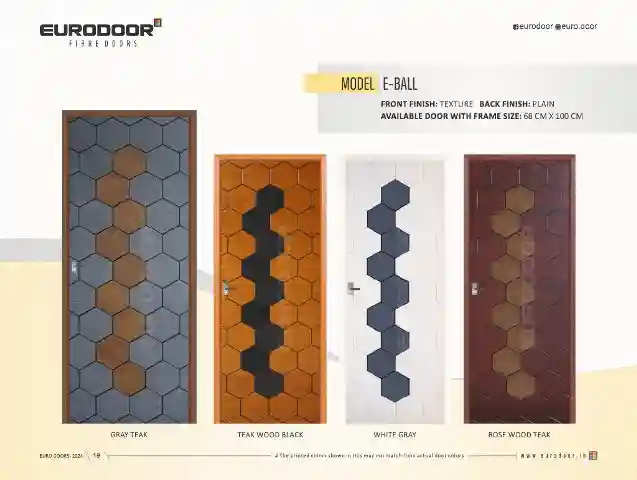 EURODOOR
FIBRE DOORS
eurodoor euro.door
MODEL E-BALL
FRONT FINISH: TEXTURE BACK FINISH: PLAIN
AVAILABLE DOOR WITH FRAME SIZE: 68 CM X 100 CM
GRAY TEAK
TEAK WOOD BLACK
WHITE GRAY
ROSE WOOD TEAK
EURO DOORS, 2024 19
The printed colors shown in this may not match from actual door colors
www.eurodoor.in